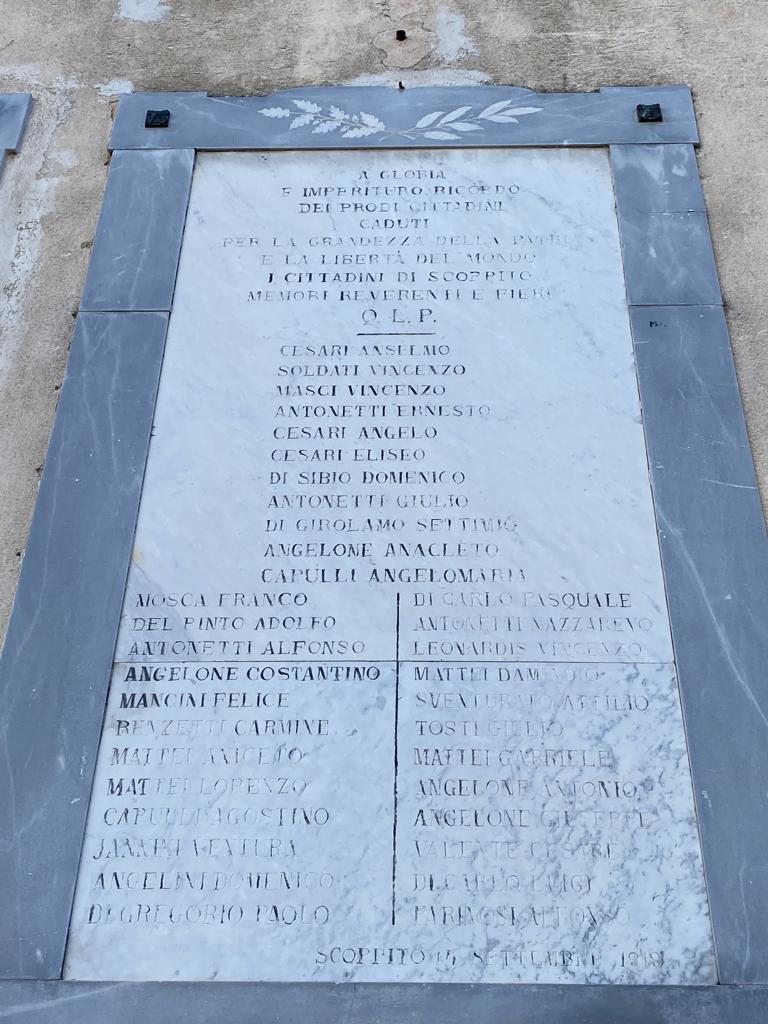 A GLORIA
E IMPERITURO RICORDO
DEI PRODI CITTADINI
CADUTI
PER LA GRANDEZZA DELLA PATRIA
E LA LIBERTÀ DEL MONDO
I CITTADINI DI SCOPPITO
MEMORI REVERENTI E FIERI
Q. L. P.
CESARI ANSELMO
SOLDATI VINCENZO
MASCI VINCENZO
ANTONETTI ERNESTO
CESARI ANGELO
CESARI ELISEO
DI SIBIO DOMENICO
ANTONETTI GIULIO
DI GIROLAMO SETTIMIO
ANGELONE ANACLETO
CAPULLI ANGELOMARIA
MOSCA FRANCO
DEL PINTO ADOLFO
ANTONETTI ALFONSO
ANGELONE COSTANTINO
MANCINI FELICE
RENZETTI CARMINE
MATTEI ANICETO
MATTEI LORENZO
CAPULLI AGOSTINO
JANNINI VENTURA
ANGELINI DOMENICO
DI GREGORIO PAOLO
DI CARLO PASQUALE
ANTONETTI NAZZARENO
LEONARDIS VINCENZO
MATTEI
SVENTURATO ATTILIO
TOSTI GIULIO
MATTEI GABRIELE
ANGELONE ANTONIO
ANGELONE GIUSEPPE
VALENTE CESARE
DI CARLO LUIGI
FARINOSI ALFONSO
SCOPPITO 14 SETTEMBRE